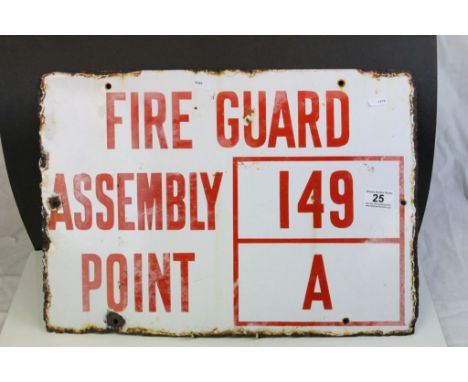 FIRE GUARD
ASSEMBLY
POINT
149
A
25